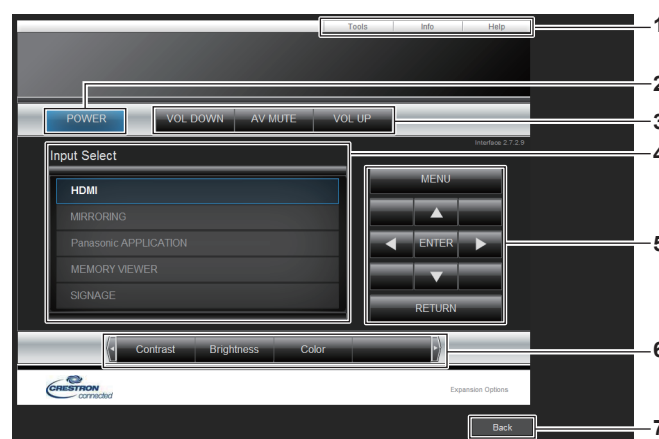 Tools Info Help 1
2
POWER VOL DOWN AV MUTE VOL UP 3
Interface 2.7.2.9
4
Input Select
MENU
HDMI
MIRRORING
Panasonic APPLICATION
ENTER 5
MEMORY VIEWER
SIGNAGE
RETURN
Contrast Brightness Color 6
CRESTRON
connected
Expansion Options
Back 7